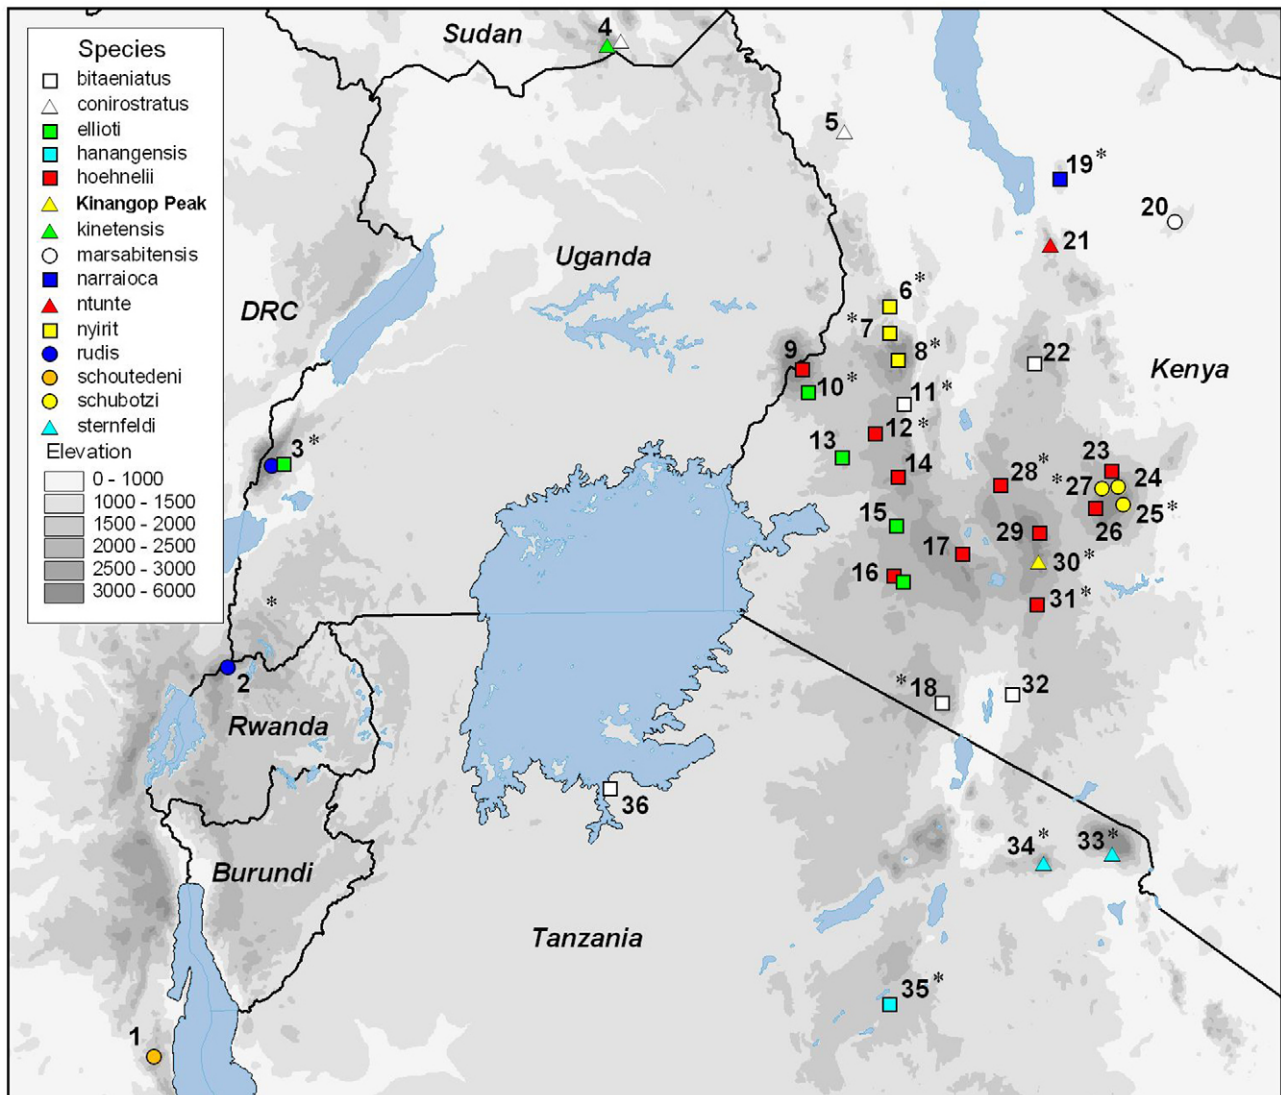 Species
bitaeniatus
conirostratus
ellioti
hanangensis
hoehnelii
Kinangop Peak
kinetensis
marsabitensis
narraioca
ntunte
nyirit
rudis
schoutedeni
schubotzi
sternfeldi
Elevation
0 - 1000
1000 - 1500
1500 - 2000
2000 - 2500
2500 - 3000
3000 - 6000
Sudan
4
5
19*
20
21
Uganda
DRC
6*
*7
8*
9
10*
11*
22
Kenya
12*
13
3*
14
23
28*
*27
24
25*
26
15
29
17
30*
16
31*
*
2
Rwanda
*18
32
36
Burundi
34*
33*
Tanzania
35*
1